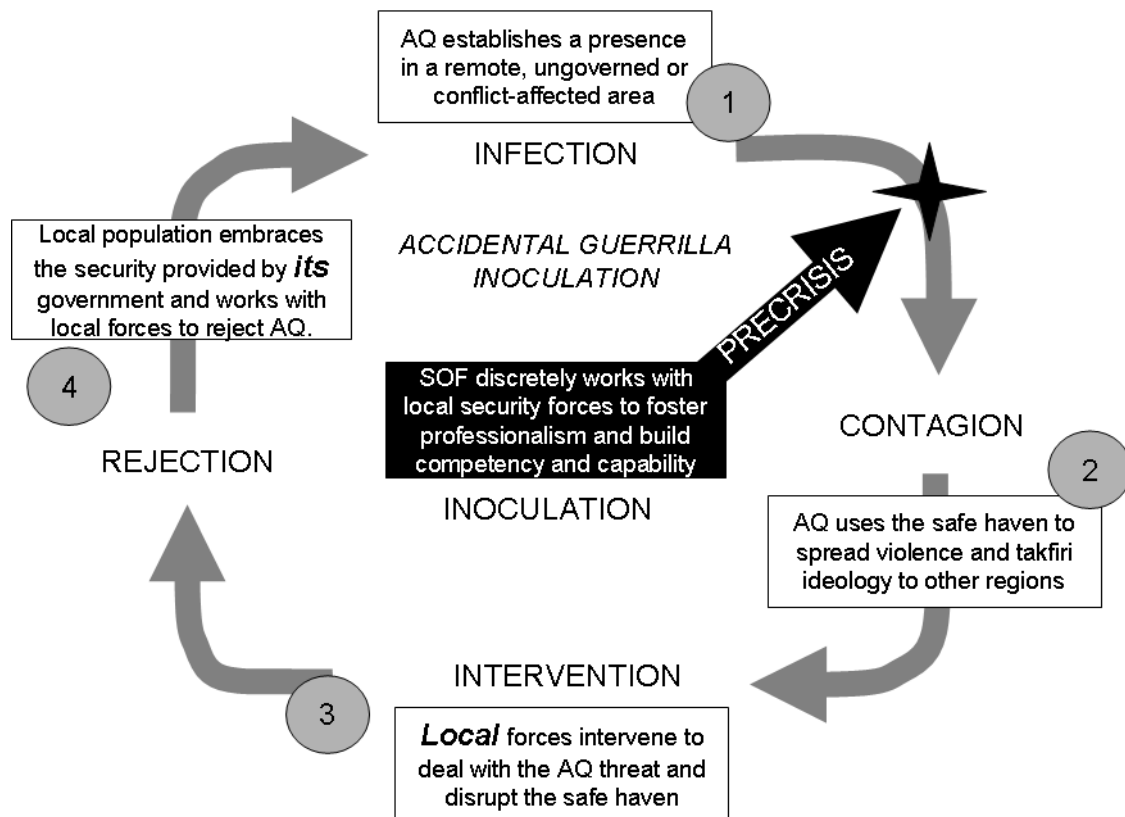 AQ establishes a presence
in a remote, ungoverned or
conflict-affected area
1
INFECTION
ACCIDENTAL GUERRILLA
INOCULATION
PRECRISIS
SOF discretely works with
local security forces to foster
professionalism and build
competency and capability
INOCULATION
CONTAGION
2
AQ uses the safe haven to
spread violence and takfiri
ideology to other regions
INTERVENTION
3
Local forces intervene to
deal with the AQ threat and
disrupt the safe haven
Local population embraces
the security provided by its
government and works with
local forces to reject AQ.
4
REJECTION